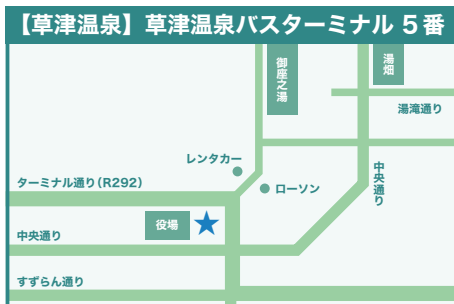 【草津温泉】草津温泉バスターミナル 5番
御座之湯
湯畑
湯滝通り
レンタカー
中央通り
ターミナル通り(R292)
ローソン
役場
中央通り
すずらん通り